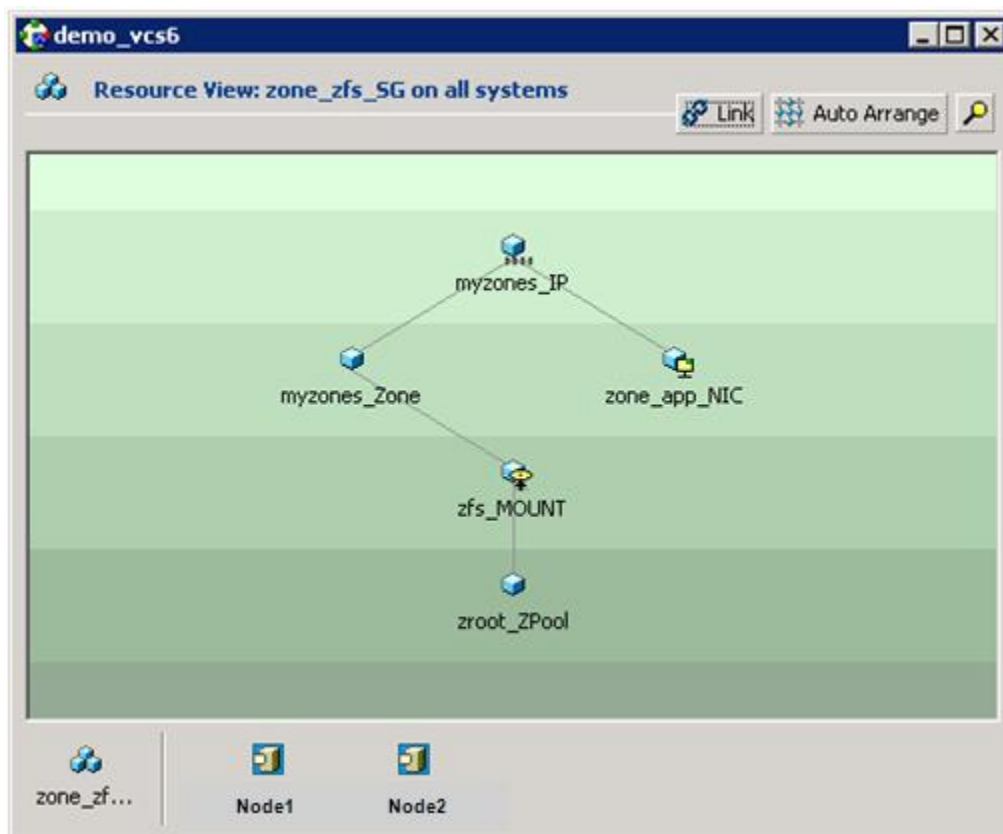 demo_vcs6
Resource View: zone_zfs_SG on all systems
Link
Auto Arrange
myzones_IP
myzones_Zone
zone_app_NIC
zfs_MOUNT
zroot_ZPool
zone_zf...
Node1
Node2